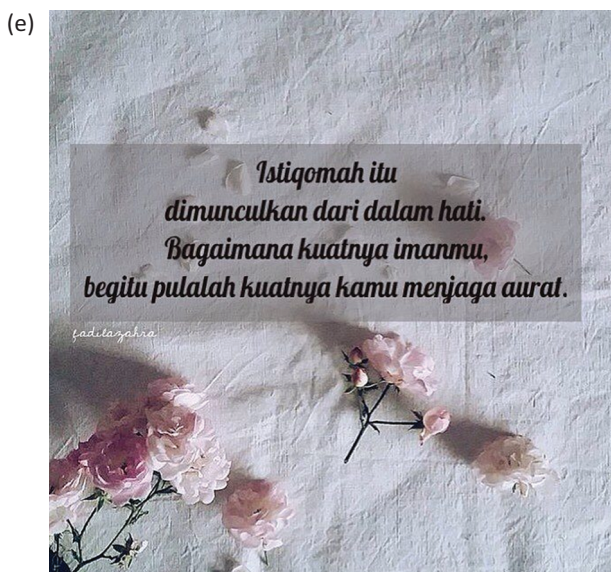 (e)
Istiqomah itu
dimunculkan dari dalam hati.
Bagaimana kuatnya imanmu,
begitu pulalah kuatnya kamu menjaga aurat.
fadilazahra